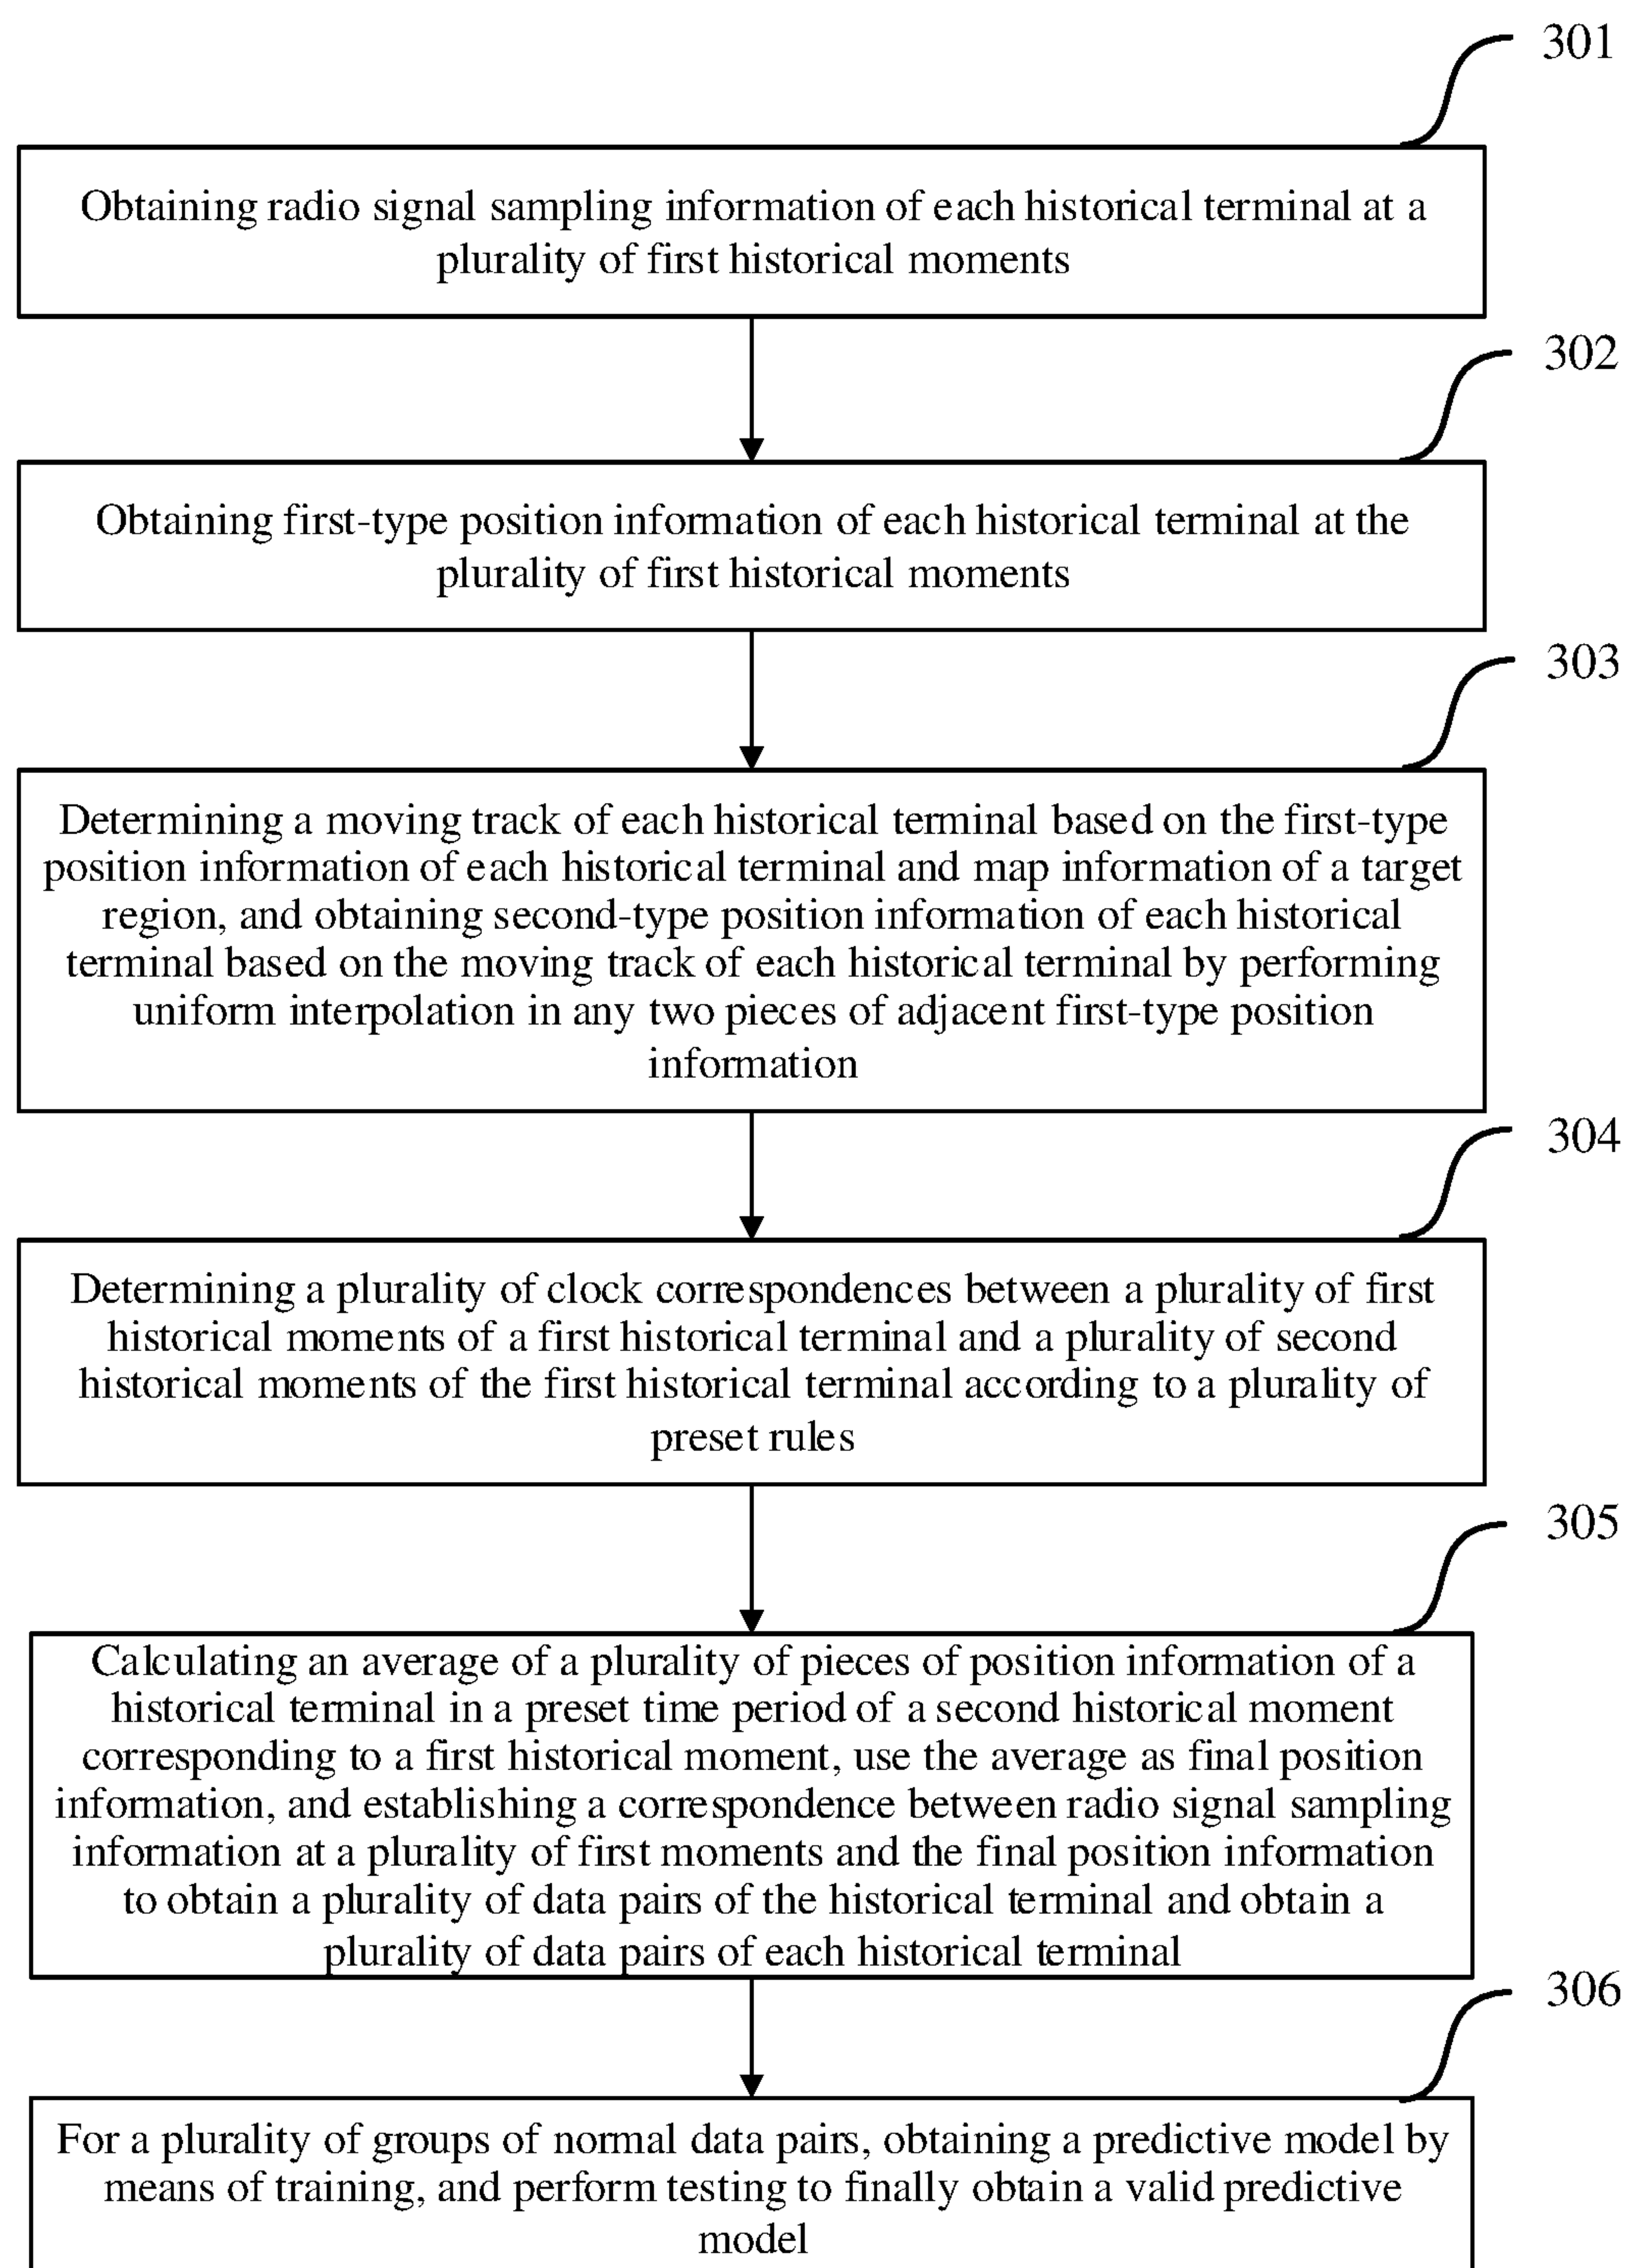 301
Obtaining radio signal sampling information of each historical terminal at a
plurality of first historical moments
302
Obtaining first-type position information of each historical terminal at the
plurality of first historical moments
303
Determining a moving track of each historical terminal based on the first-type
position information of each historical terminal and map information of a target
region, and obtaining second-type position information of each historical
terminal based on the moving track of each historical terminal by performing
uniform interpolation in any two pieces of adjacent first-type position
information
304
Determining a plurality of clock correspondences between a plurality of first
historical moments of a first historical terminal and a plurality of second
historical moments of the first historical terminal according to a plurality of
preset rules
305
Calculating an average of a plurality of pieces of position information of a
historical terminal in a preset time period of a second historical moment
corresponding to a first historical moment, use the average as final position
information, and establishing a correspondence between radio signal sampling
information at a plurality of first moments and the final position information
to obtain a plurality of data pairs of the historical terminal and obtain a
plurality of data pairs of each historical terminal
306
For a plurality of groups of normal data pairs, obtaining a predictive model by
means of training, and perform testing to finally obtain a valid predictive
model